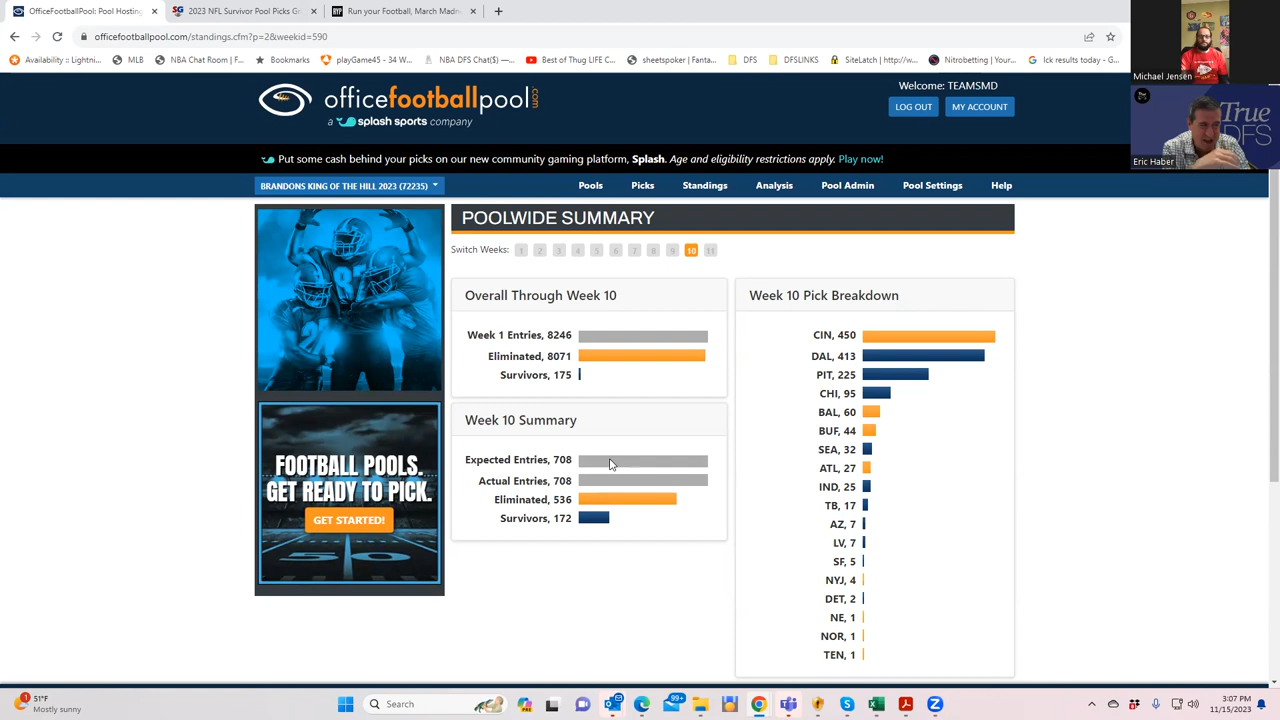 OfficeFootballPool: Pool Hosting
2023 NFL Survivor Pool Picks Gr
Run your Football, March Madn
officefootballpool.com/standings.cfm?p=2&weekid=590
Availability :: Lightni...
MLB
Bookmarks
playGame45 - 34 W...
NBA Chat Room( )
NBA DFS Chat($) -...
Best of Thug LIFE C...
sheetspoker | Fanta...
DFS
DFSLINKS
SiteLatch (http://w...
Nitrobetting | Your...
Ick results today - G...
Michael Jensen
True
DFS
Eric Haber
officefootballpool.com
a splash sports company
Welcome: TEAMSMD
LOG OUT
MY ACCOUNT
Put some cash behind your picks on our new community gaming platform, Splash. Age and eligibility restrictions apply. Play now!
BRANDONS KING OF THE HILL 2023 (72235)
Pools
Picks
Standings
Analysis
Pool Admin
Pool Settings
Help
POOLWIDE SUMMARY
Switch Weeks: 1 2 3 4 5 6 7 8 9 10 11
Overall Through Week 10
Week 1 Entries, 8246
Eliminated, 8071
Survivors, 175
Week 10 Summary
Expected Entries, 708
Actual Entries, 708
Eliminated, 536
Survivors, 172
Week 10 Pick Breakdown
CIN, 450
DAL, 413
PIT, 225
CHI, 95
BAL, 60
BUF, 44
SEA, 32
ATL, 27
IND, 25
TB, 17
AZ, 7
LV, 7
SF, 5
NYJ, 4
DET, 2
NE, 1
NOR, 1
TEN, 1
FOOTBALL POOLS.
GET READY TO PICK.
GET STARTED!
50
51°F
Mostly sunny
Search
99+
3:07 PM
11/15/2023